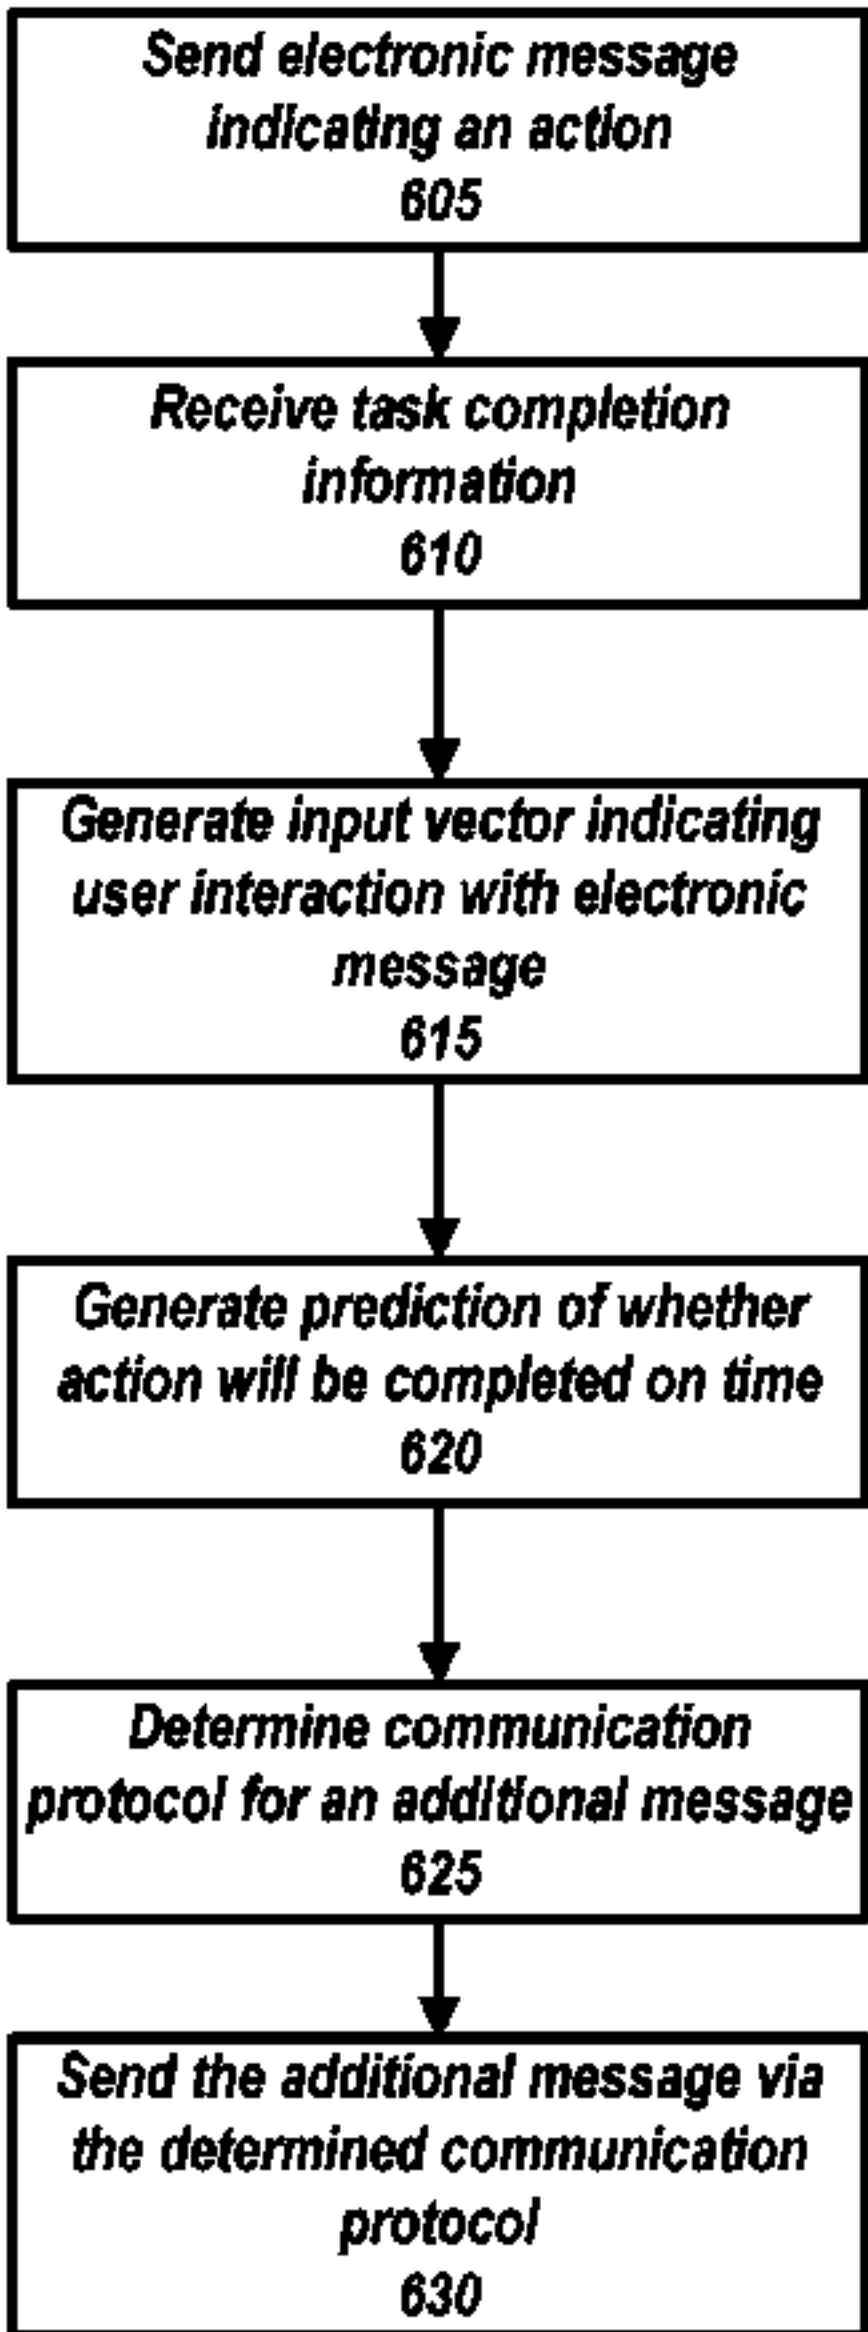 Send electronic message
indicating an action
605
Receive task completion
information
610
Generate input vector indicating
user interaction with electronic
message
615
Generate prediction of whether
action will be completed on time
620
Determine communication
protocol for an additional message
625
Send the additional message via
the determined communication
protocol
630